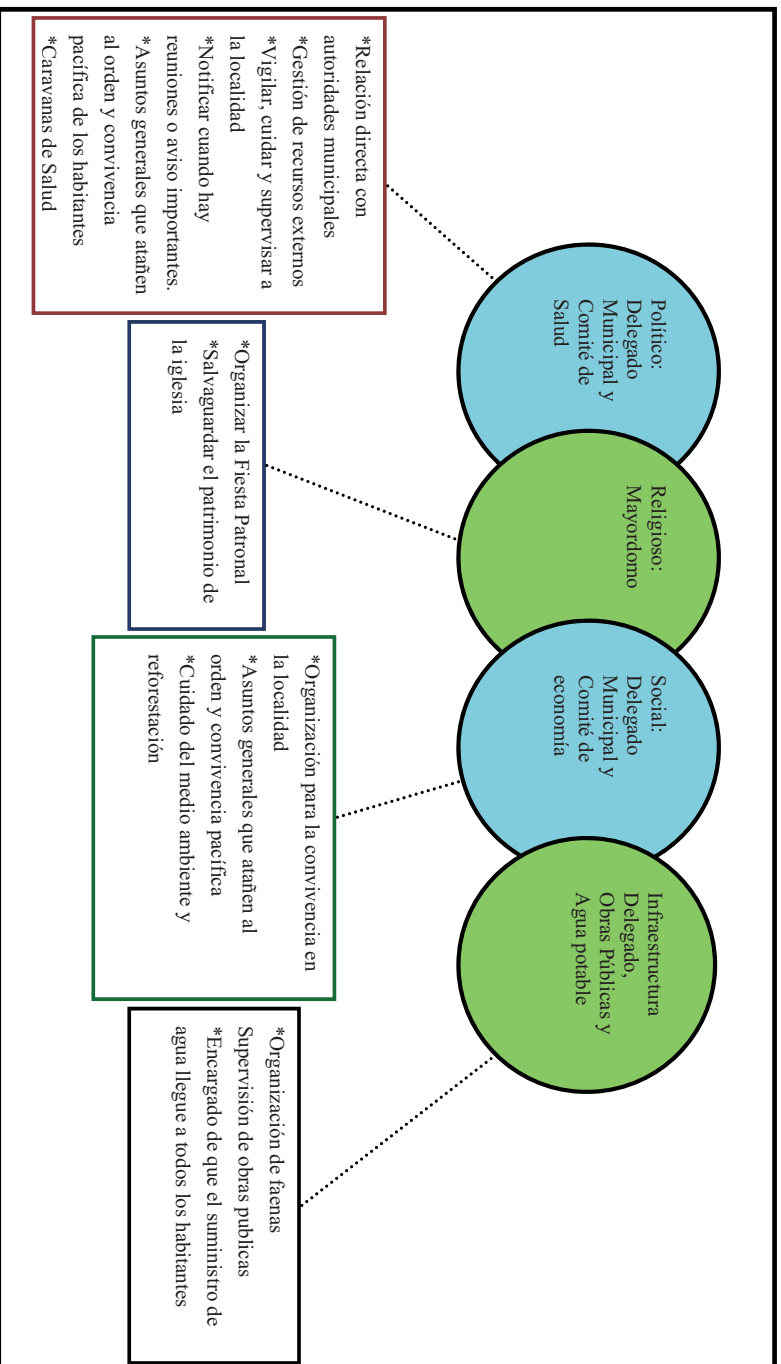 Político:
Delegado
Municipal y
Comité de
Salud
Religioso:
Mayordomo
Social:
Delegado
Municipal y
Comité de
economía
Infraestructura
Delegado,
Obras Públicas y
Agua potable
*Relación directa con
autoridades municipales
*Gestión de recursos externos
*Vigilar, cuidar y supervisar a
la localidad
*Notificar cuando hay
reuniones o aviso importantes.
*Asuntos generales que atañen
al orden y convivencia
pacífica de los habitantes
*Caravanas de Salud
*Organizar la Fiesta Patronal
*Salvaguardar el patrimonio de
la iglesia
*Organización para la convivencia en
la localidad
*Asuntos generales que atañen al
orden y convivencia pacífica
*Cuidado del medio ambiente y
reforestación
*Organización de faenas
Supervisión de obras publicas
*Encargado de que el suministro de
agua llegue a todos los habitantes